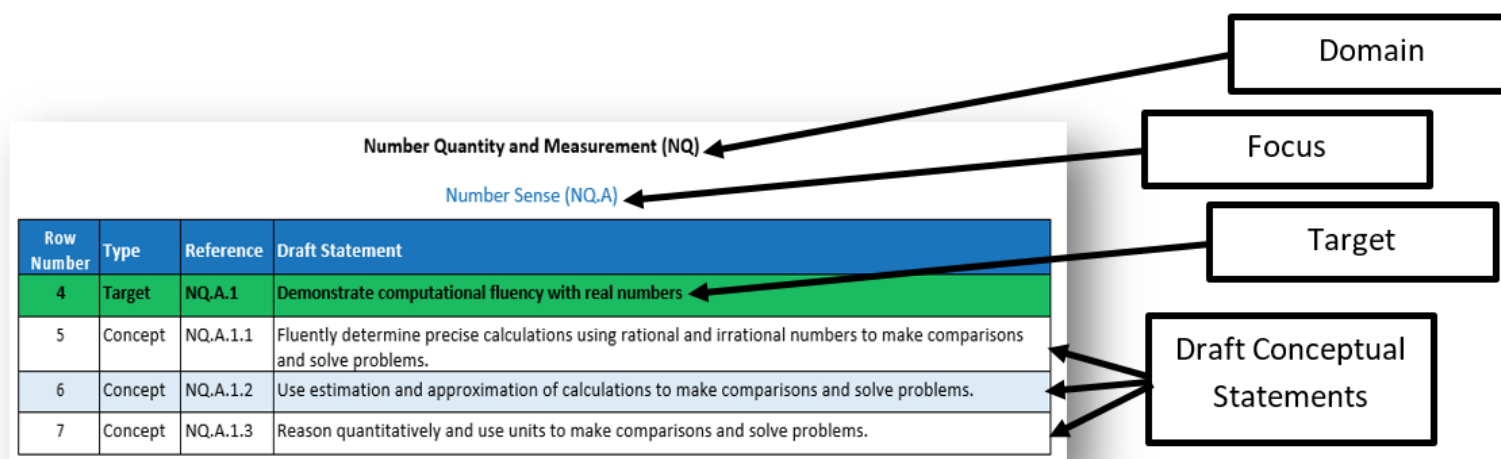 Domain
Number Quantity and Measurement (NQ)
Focus
Number Sense (NQ.A)
Target
Row
Number
Type
Reference
Draft Statement
4
Target
NQ.A.1
Demonstrate computational fluency with real numbers
5
Concept
NQ.A.1.1
Fluently determine precise calculations using rational and irrational numbers to make comparisons
and solve problems.
6
Concept
NQ.A.1.2
Use estimation and approximation of calculations to make comparisons and solve problems.
7
Concept
NQ.A.1.3
Reason quantitatively and use units to make comparisons and solve problems.
Draft Conceptual
Statements